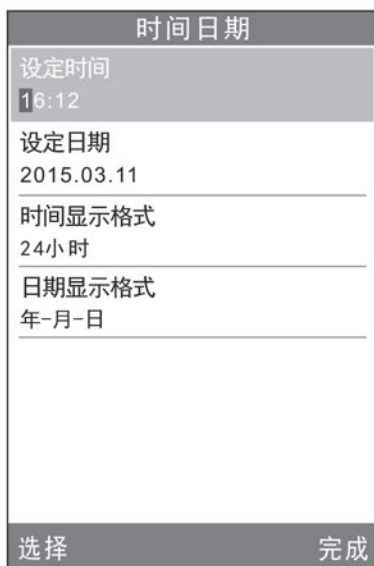 时间日期
设定时间
16:12
设定日期
2015.03.11
时间显示格式
24小时
日期显示格式
年-月-日
选择 完成